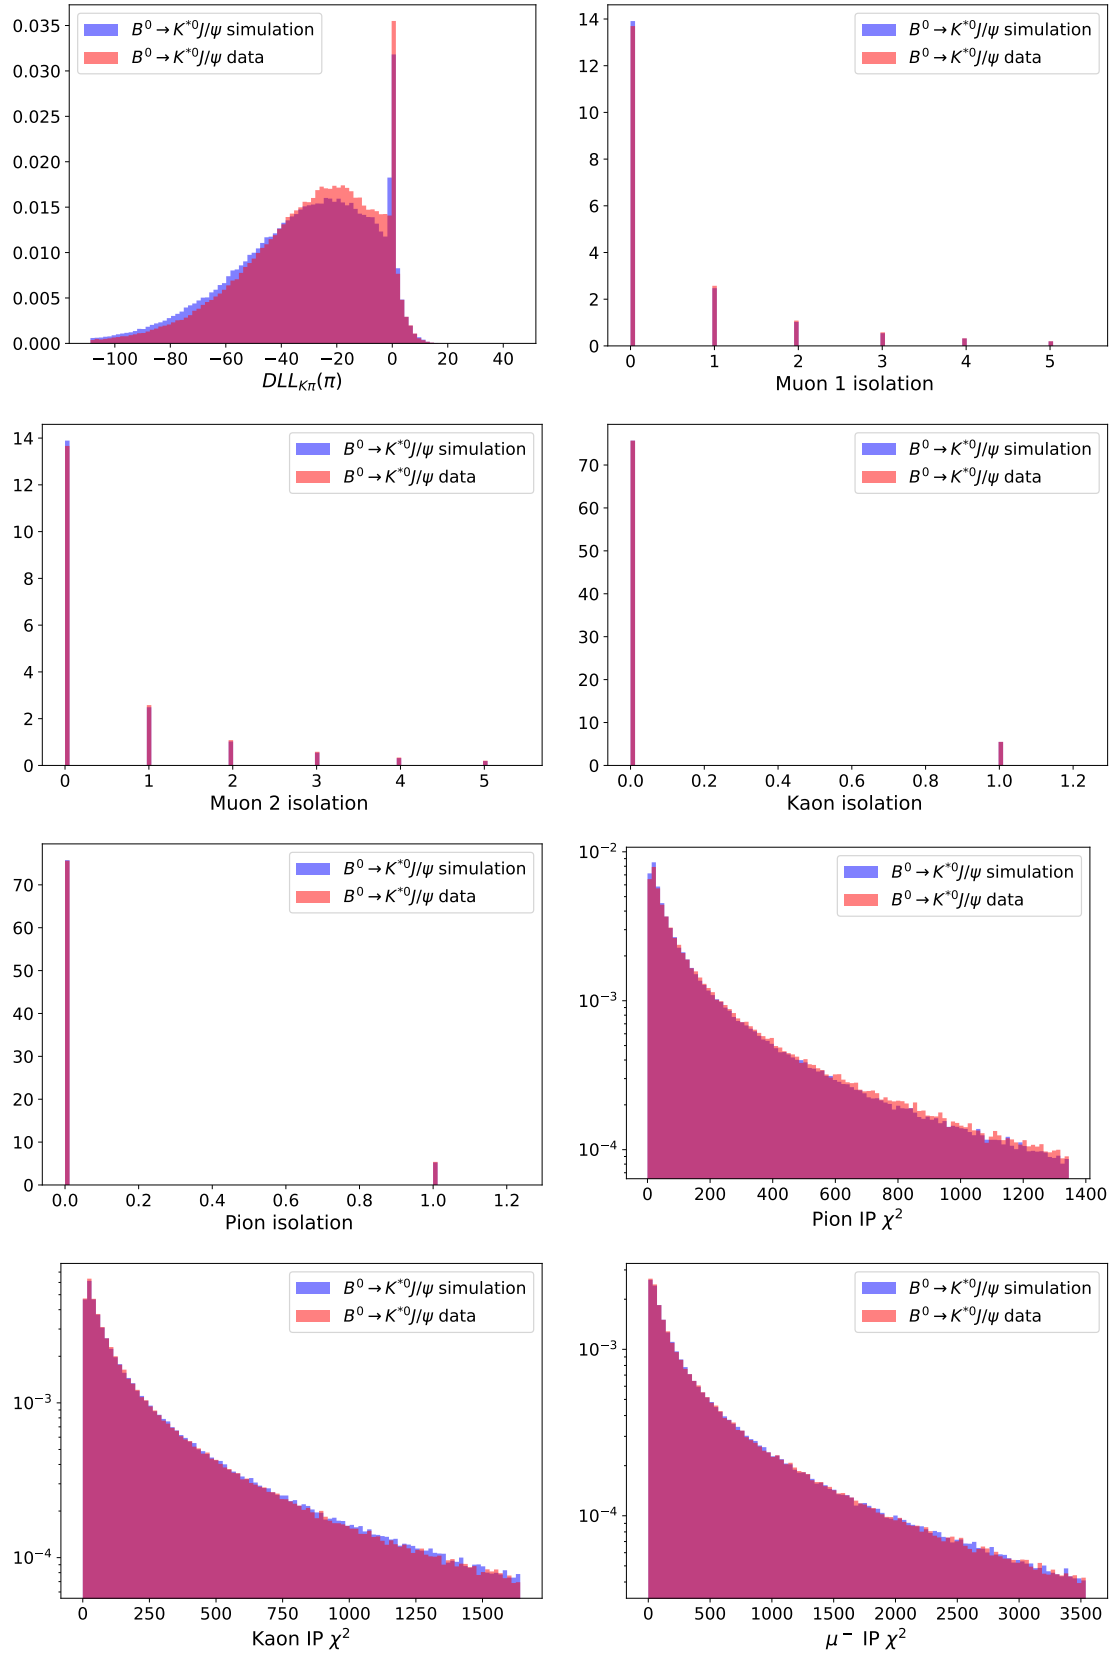 0.035
0.030
0.025
0.020
0.015
0.010
0.005
0.000
B⁰ → K*⁰J/ψ simulation
B⁰ → K*⁰J/ψ data
−100 −80 −60 −40 −20 0 20 40
DLL_{Kπ}(π)
14
12
10
8
6
4
2
0
B⁰ → K*⁰J/ψ simulation
B⁰ → K*⁰J/ψ data
0 1 2 3 4 5
Muon 1 isolation
14
12
10
8
6
4
2
0
B⁰ → K*⁰J/ψ simulation
B⁰ → K*⁰J/ψ data
0 1 2 3 4 5
Muon 2 isolation
70
60
50
40
30
20
10
0
B⁰ → K*⁰J/ψ simulation
B⁰ → K*⁰J/ψ data
0.0 0.2 0.4 0.6 0.8 1.0 1.2
Kaon isolation
70
60
50
40
30
20
10
0
B⁰ → K*⁰J/ψ simulation
B⁰ → K*⁰J/ψ data
0.0 0.2 0.4 0.6 0.8 1.0 1.2
Pion isolation
10⁻²
10⁻³
10⁻⁴
B⁰ → K*⁰J/ψ simulation
B⁰ → K*⁰J/ψ data
0 200 400 600 800 1000 1200 1400
Pion IP χ²
10⁻³
10⁻⁴
B⁰ → K*⁰J/ψ simulation
B⁰ → K*⁰J/ψ data
0 250 500 750 1000 1250 1500
Kaon IP χ²
10⁻³
10⁻⁴
B⁰ → K*⁰J/ψ simulation
B⁰ → K*⁰J/ψ data
0 500 1000 1500 2000 2500 3000 3500
μ⁻ IP χ²